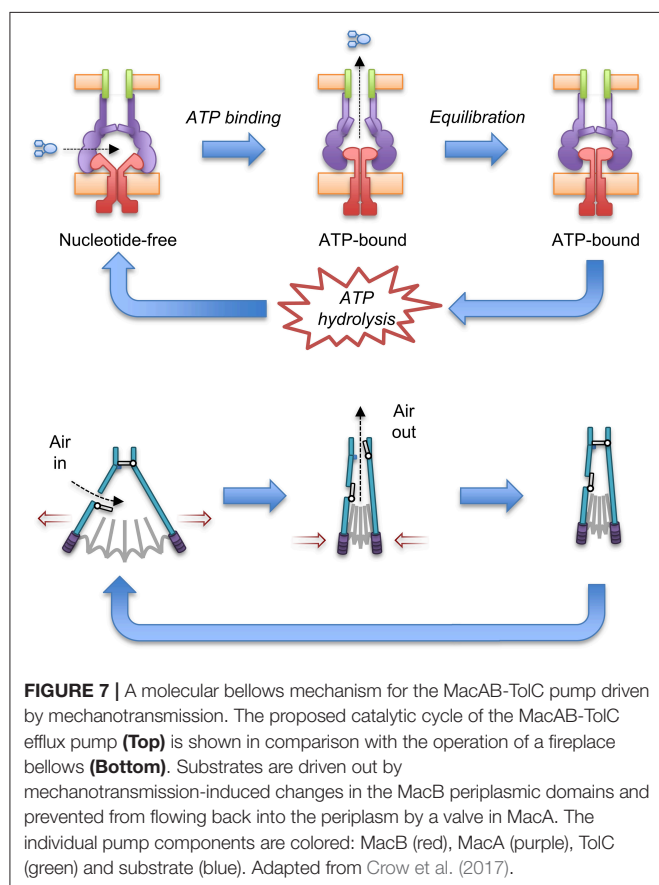 ATP binding
Equilibration
Nucleotide-free
ATP-bound
ATP-bound
ATP
hydrolysis
Air
in
Air
out
FIGURE 7 | A molecular bellows mechanism for the MacAB-TolC pump driven
by mechanotransmission. The proposed catalytic cycle of the MacAB-TolC
efflux pump (Top) is shown in comparison with the operation of a fireplace
bellows (Bottom). Substrates are driven out by
mechanotransmission-induced changes in the MacB periplasmic domains and
prevented from flowing back into the periplasm by a valve in MacA. The
individual pump components are colored: MacB (red), MacA (purple), TolC
(green) and substrate (blue). Adapted from Crow et al. (2017).